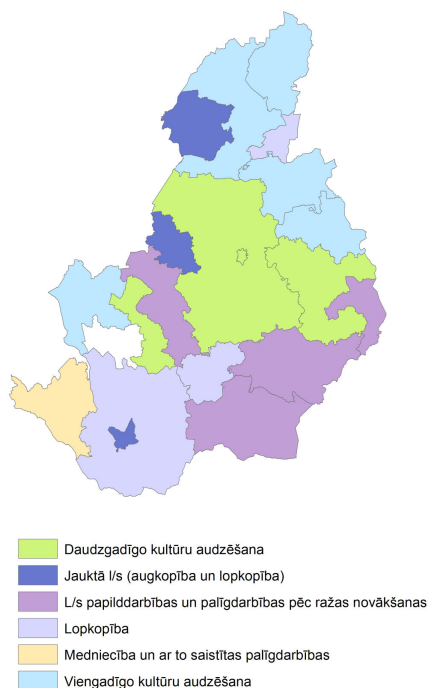 Daudzgadīgo kultūru audzēšana
Jauktā l/s (augkopība un lopkopība)
L/s papilddarbības un palīgdarbības pēc ražas novākšanas
Lopkopība
Medniecība un ar to saistītas palīgdarbības
Viengadīgo kultūru audzēšana